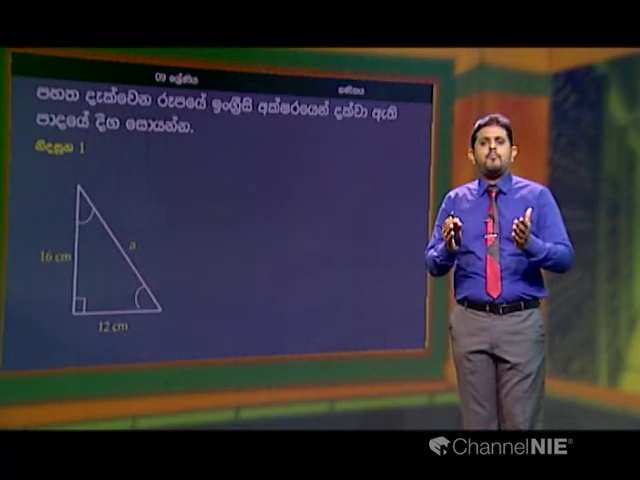 09 ශ්‍රේණිය
ගණිතය
පහත දැක්වෙන රූපයේ ඉංග්‍රීසි අක්ෂරයෙන් දක්වා ඇති
පාදයේ දිග සොයන්න.
නිදසුන 1
16 cm
a
12 cm
ChannelNIE